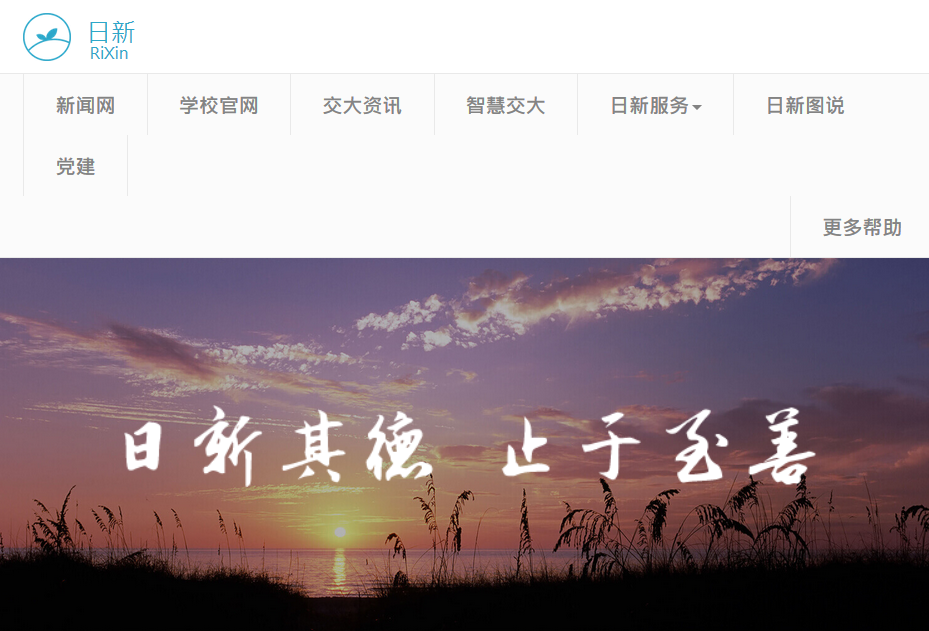 日新
RiXin
新闻网 学校官网 交大资讯 智慧交大 日新服务 日新图说
党建
更多帮助
日新其德 止于至善